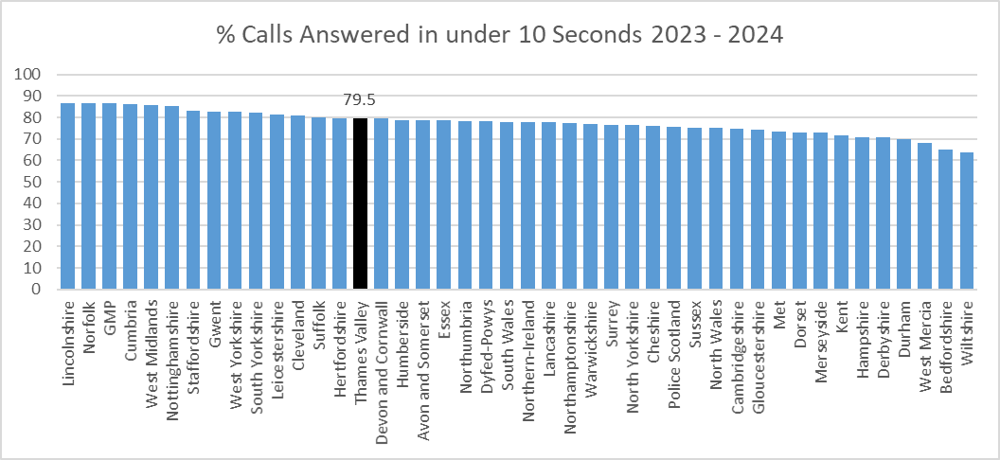 % Calls Answered in under 10 Seconds 2023 - 2024
100
90
80
70
60
50
40
30
20
10
0
79.5
Lincolnshire
Norfolk
GMP
Cumbria
West Midlands
Nottinghamshire
Staffordshire
Gwent
West Yorkshire
South Yorkshire
Leicestershire
Cleveland
Suffolk
Hertfordshire
Thames Valley
Devon and Cornwall
Humberside
Avon and Somerset
Essex
Northumbria
Dyfed-Powys
South Wales
Northern-Ireland
Lancashire
Northamptonshire
Warwickshire
Surrey
North Yorkshire
Cheshire
Police Scotland
Sussex
North Wales
Cambridgeshire
Gloucestershire
Met
Dorset
Merseyside
Kent
Hampshire
Derbyshire
Durham
West Mercia
Bedfordshire
Wiltshire